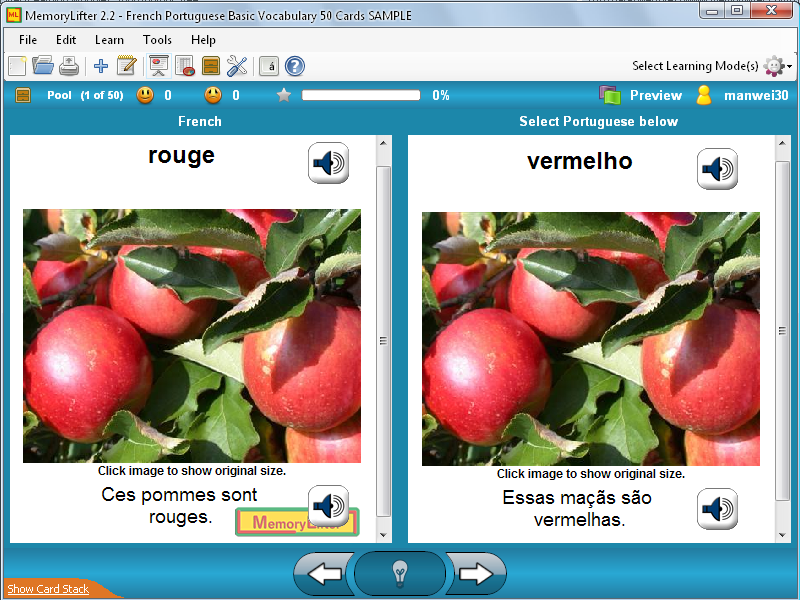 MemoryLifter 2.2 - French Portuguese Basic Vocabulary 50 Cards SAMPLE
File Edit Learn Tools Help
á ? Select Learning Mode(s)
Pool (1 of 50) 0 0 0% Preview manwei30
French
Select Portuguese below
rouge
vermelho
Click image to show original size.
Click image to show original size.
Ces pommes sont
rouges.
MemoryLifter
Essas maçãs são
vermelhas.
Show Card Stack